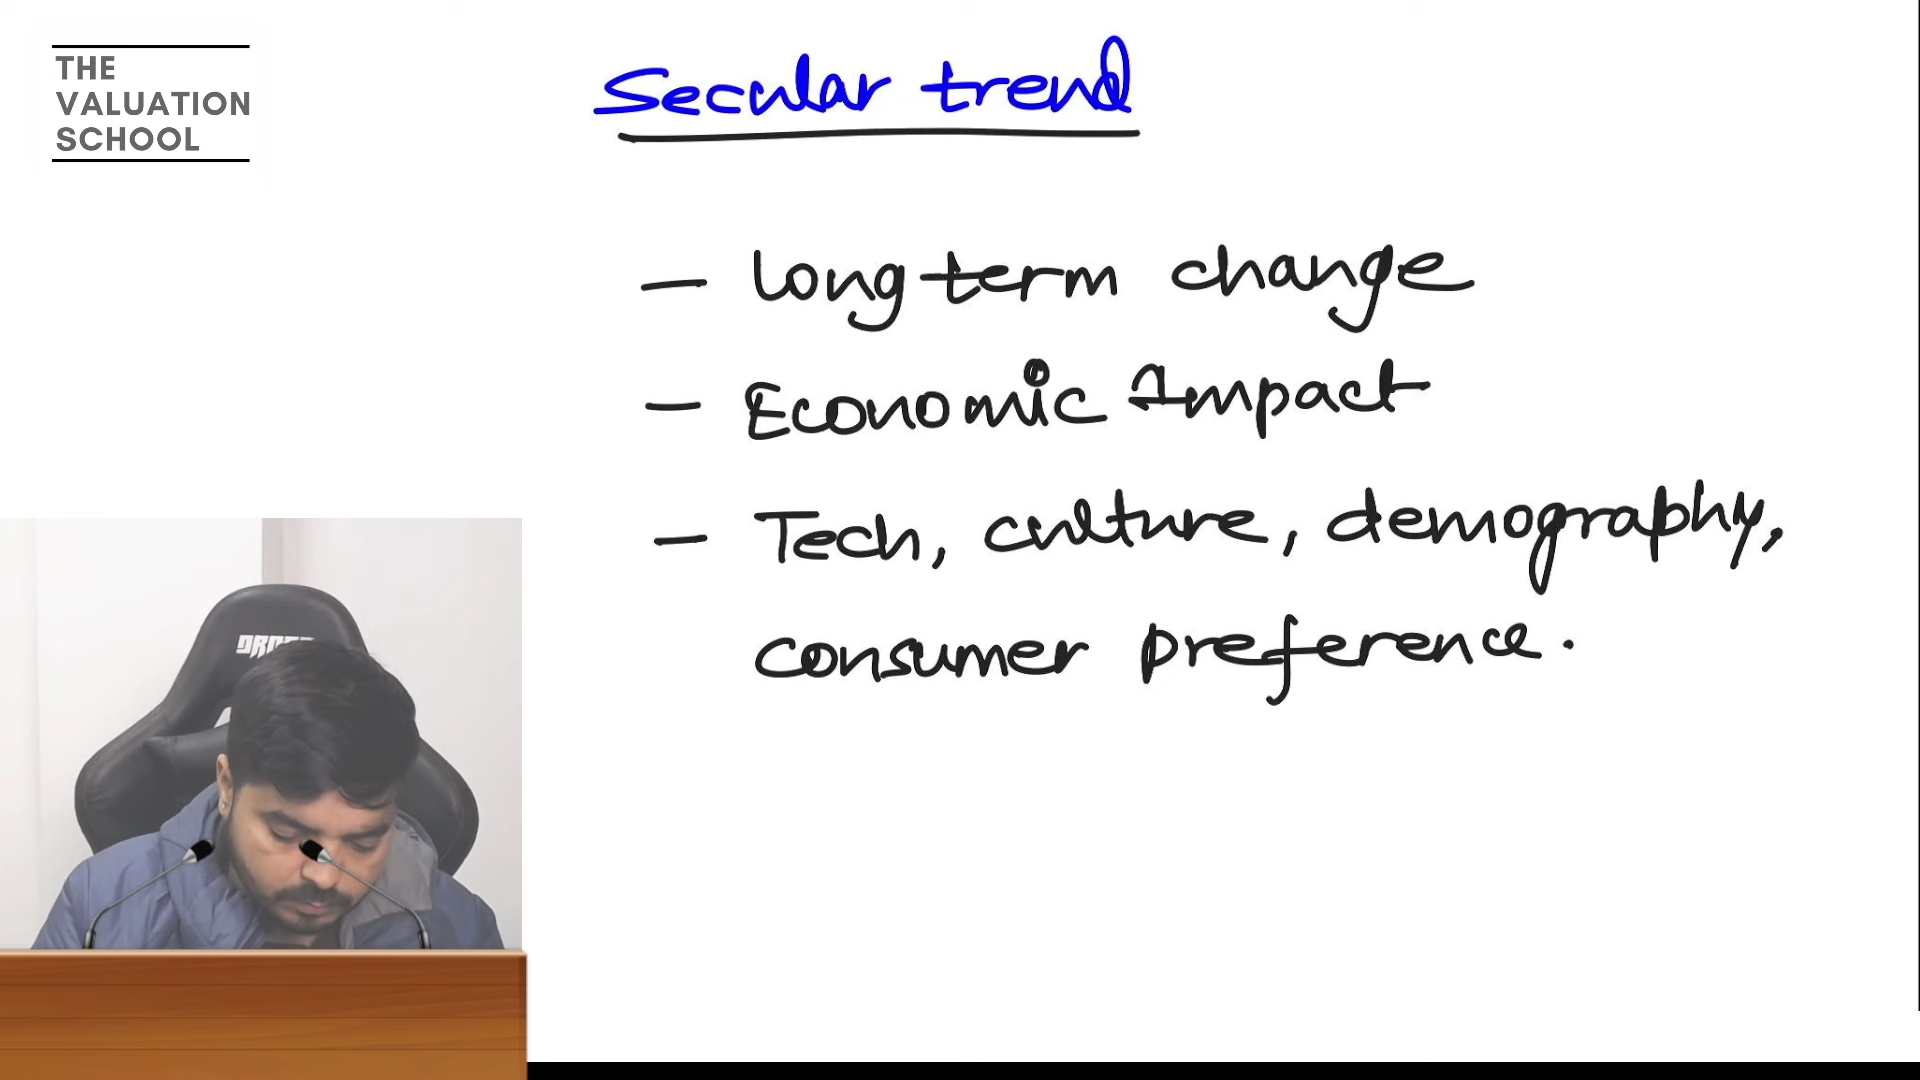 THE
VALUATION
SCHOOL
Secular trend
- Long-term change
- Economic Impact
- Tech, culture, demography,
consumer preference.